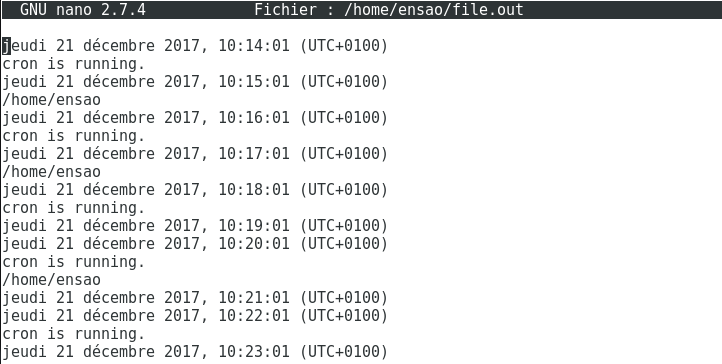 GNU nano 2.7.4 Fichier : /home/ensao/file.out
jeudi 21 décembre 2017, 10:14:01 (UTC+0100)
cron is running.
jeudi 21 décembre 2017, 10:15:01 (UTC+0100)
/home/ensao
jeudi 21 décembre 2017, 10:16:01 (UTC+0100)
cron is running.
jeudi 21 décembre 2017, 10:17:01 (UTC+0100)
/home/ensao
jeudi 21 décembre 2017, 10:18:01 (UTC+0100)
cron is running.
jeudi 21 décembre 2017, 10:19:01 (UTC+0100)
jeudi 21 décembre 2017, 10:20:01 (UTC+0100)
cron is running.
/home/ensao
jeudi 21 décembre 2017, 10:21:01 (UTC+0100)
jeudi 21 décembre 2017, 10:22:01 (UTC+0100)
cron is running.
jeudi 21 décembre 2017, 10:23:01 (UTC+0100)